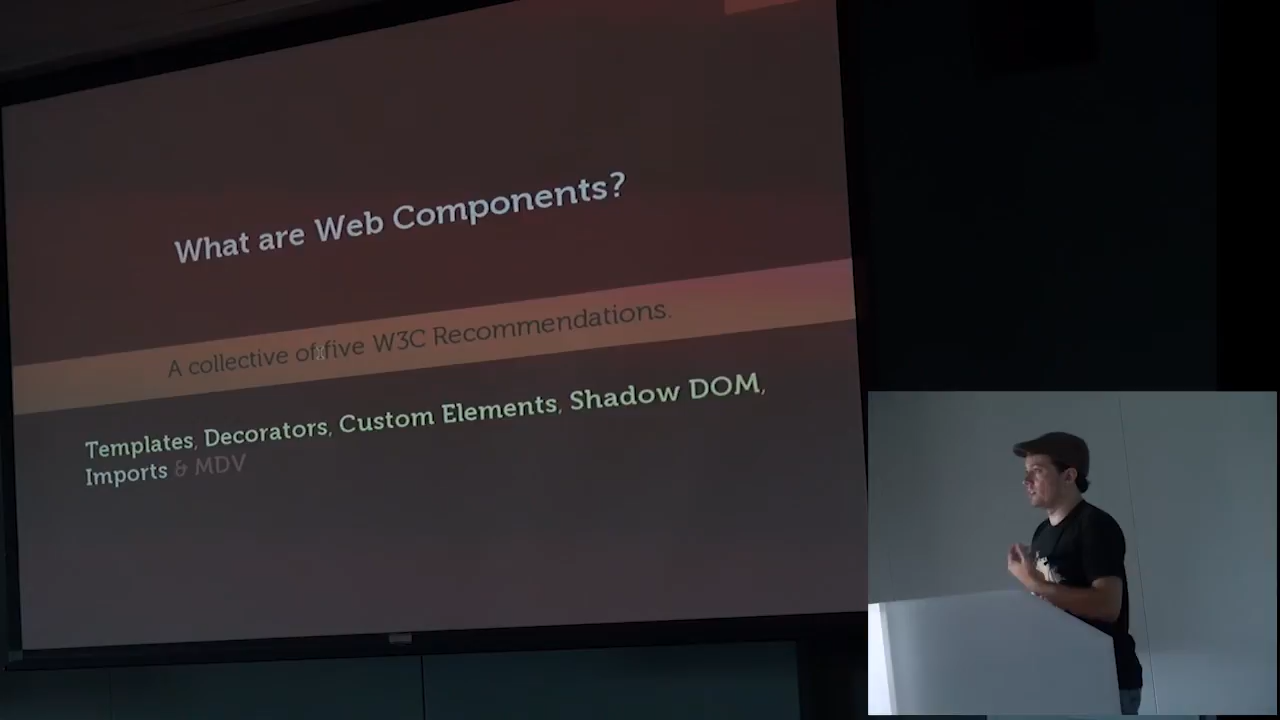 What are Web Components?
A collective of five W3C Recommendations.
Templates, Decorators, Custom Elements, Shadow DOM,
Imports & MDV